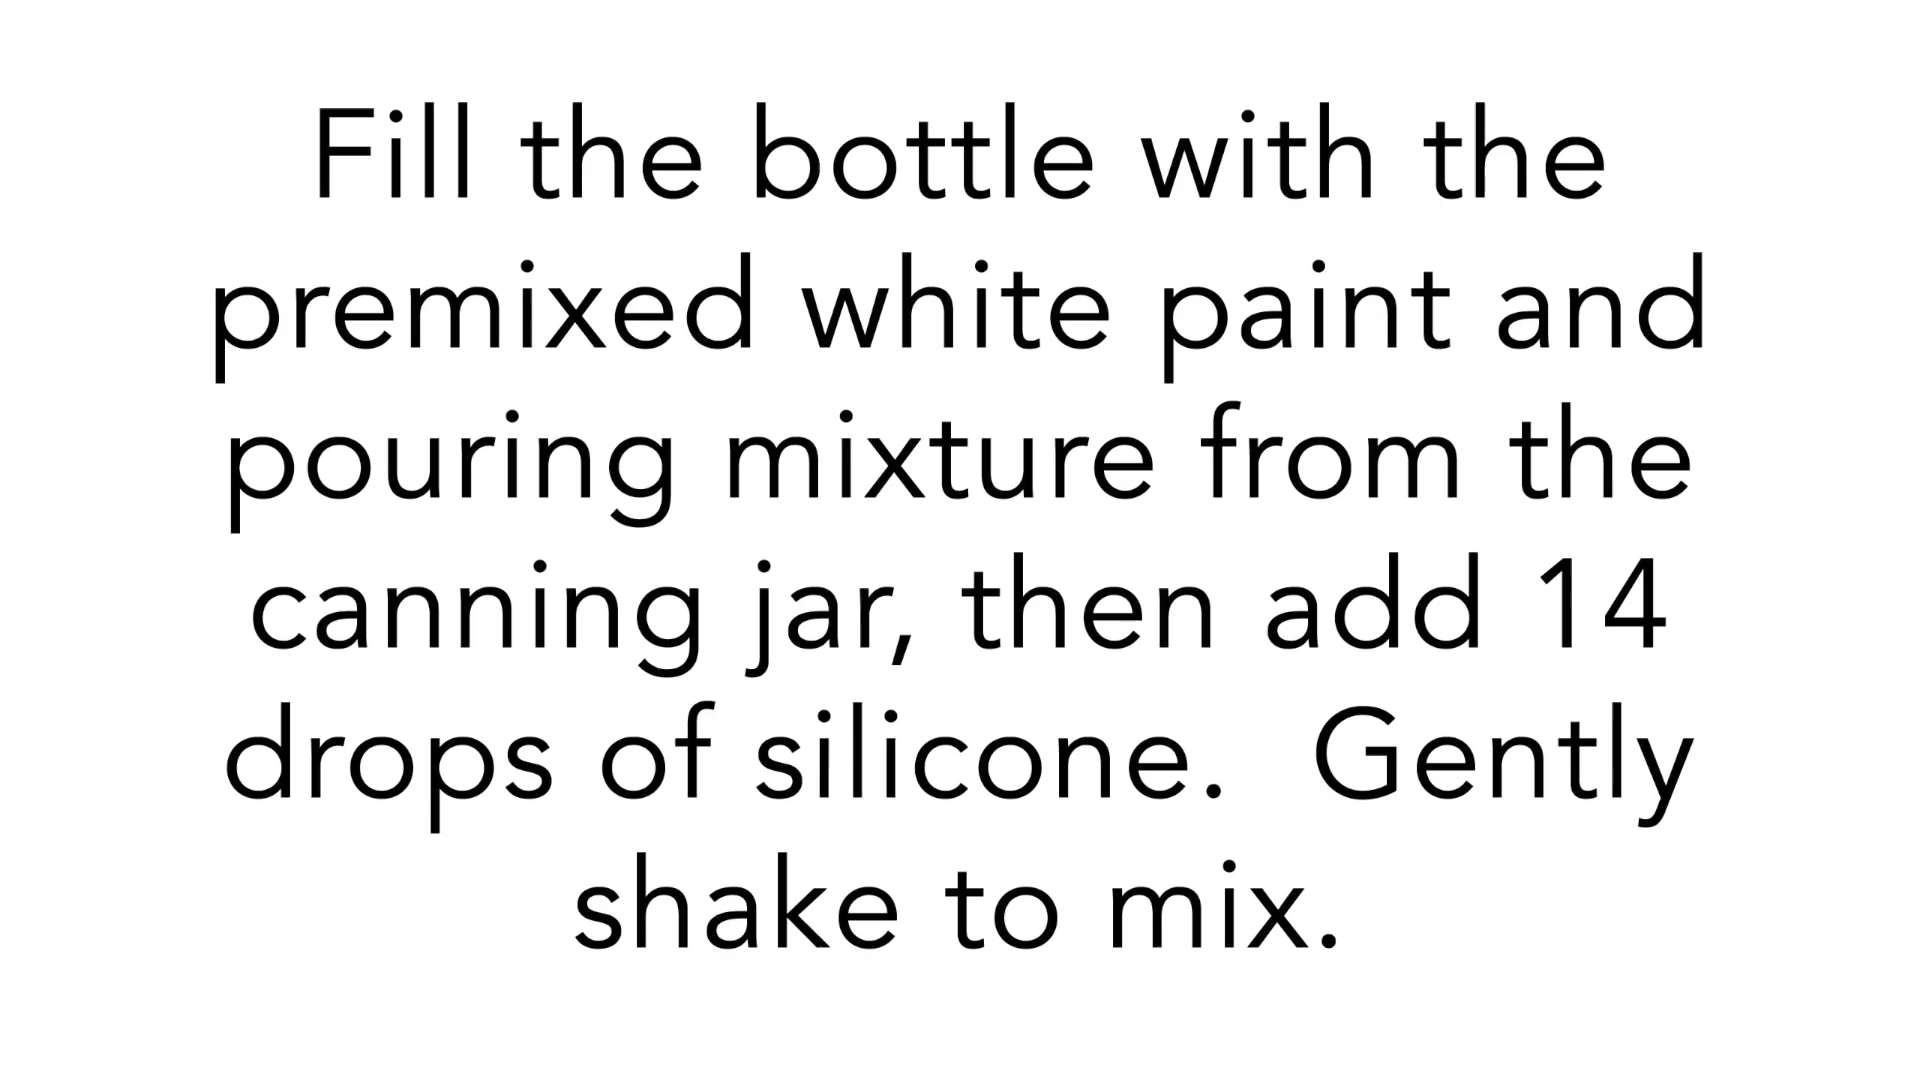 Fill the bottle with the
premixed white paint and
pouring mixture from the
canning jar, then add 14
drops of silicone.  Gently
shake to mix.